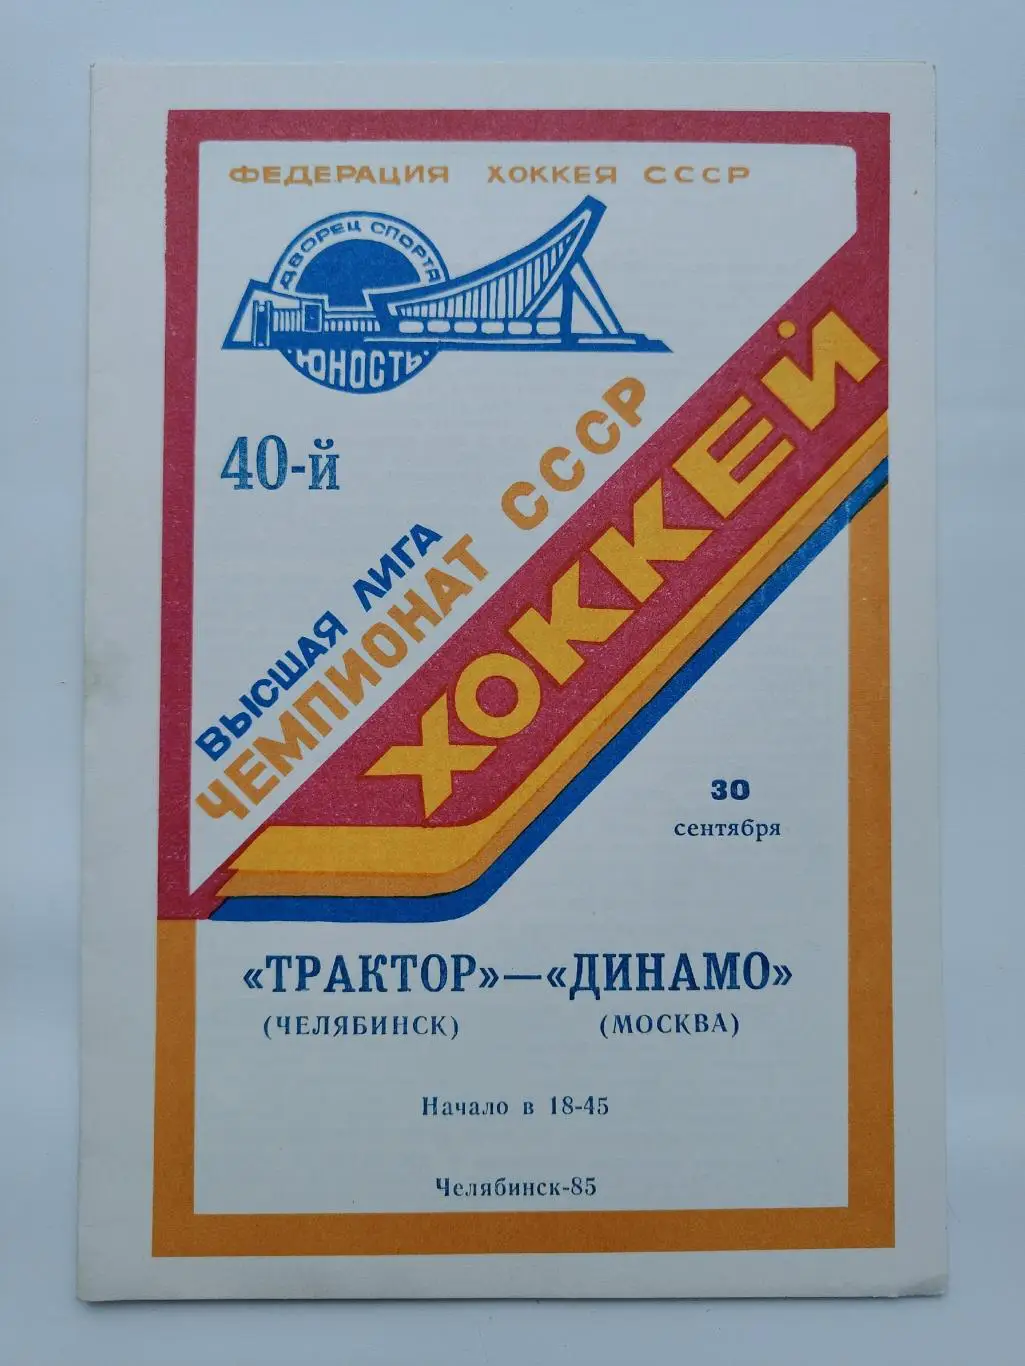 ФЕДЕРАЦИЯ ХОККЕЯ СССР
ДВОРЕЦ СПОРТА
ЮНОСТЬ
40-й
ВЫСШАЯ ЛИГА
ЧЕМПИОНАТ СССР
ХОККЕЙ
30
сентября
«ТРАКТОР»—«ДИНАМО»
(ЧЕЛЯБИНСК) (МОСКВА)
Начало в 18-45
Челябинск-85